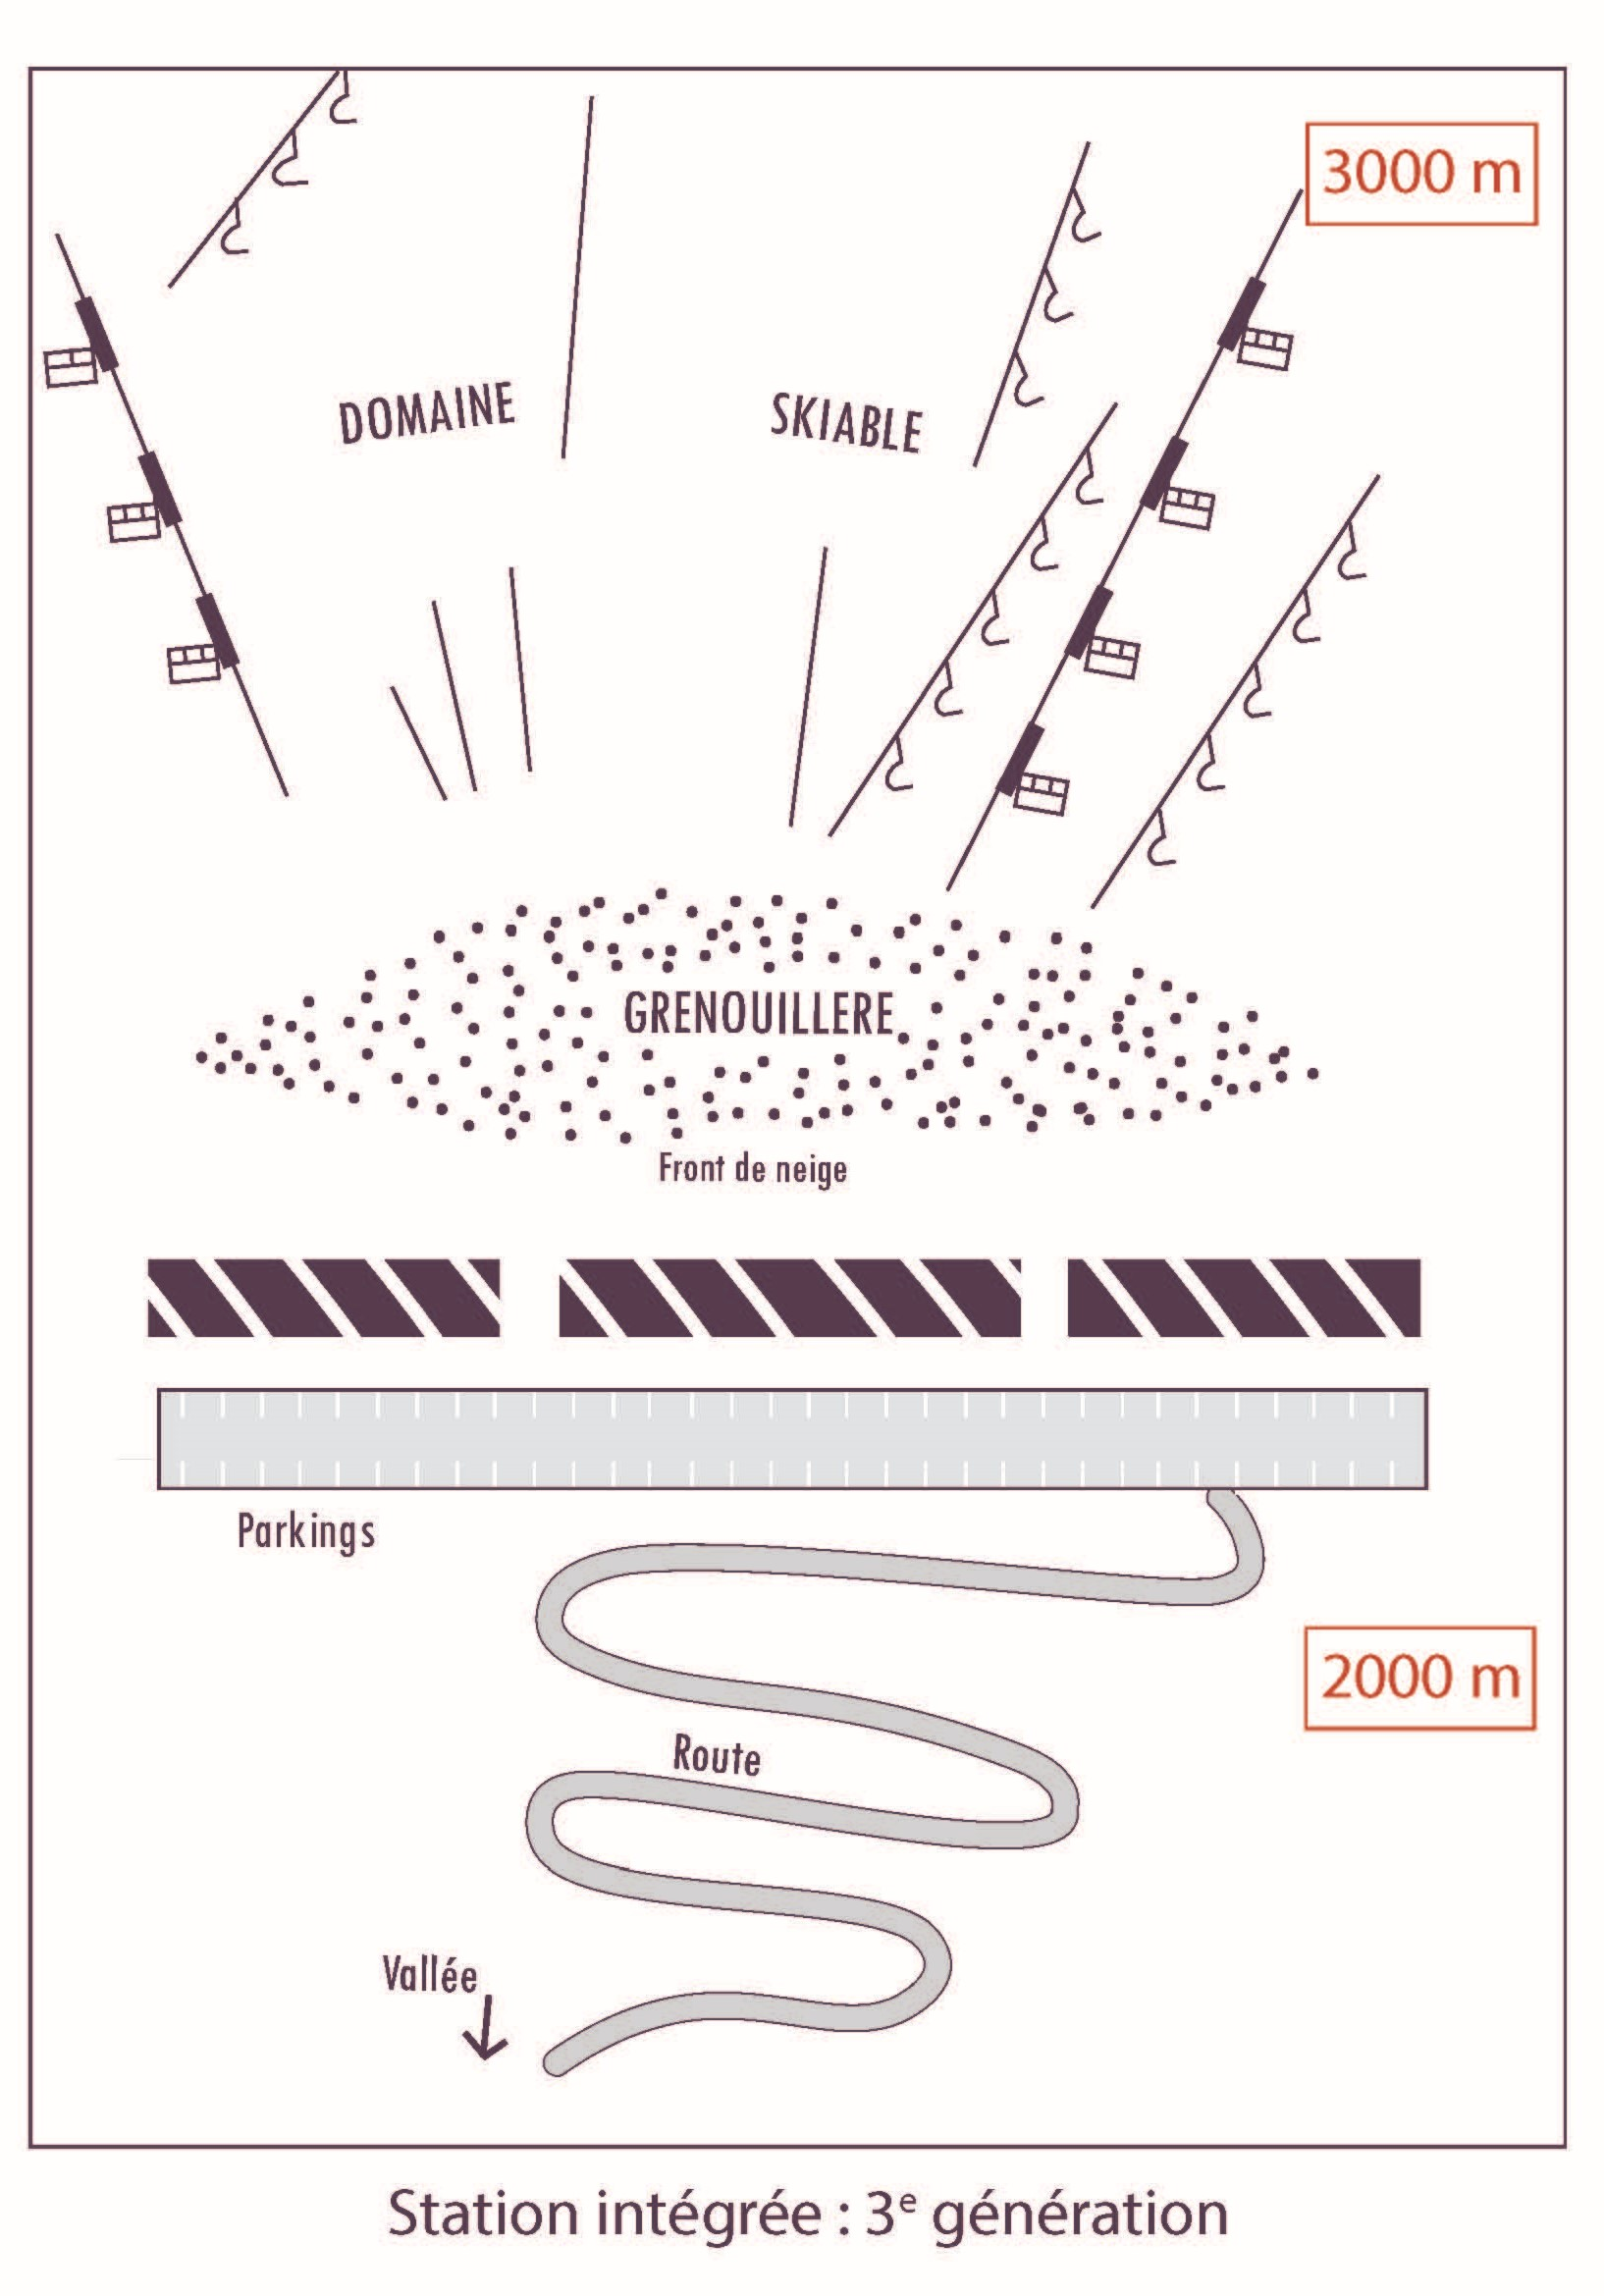 3000 m
DOMAINE SKIABLE
GRENOUILLERE
Front de neige
Parkings
2000 m
Route
Vallée
Station intégrée : 3e génération